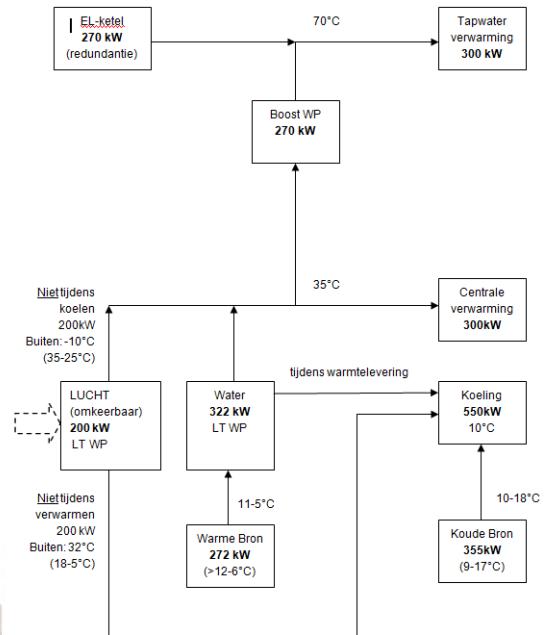 EL-ketel
270 kW
(redundantie)
70°C
Tapwater
verwarming
300 kW
Boost WP
270 kW
35°C
Niet tijdens
koelen
200kW
Buiten: -10°C
(35-25°C)
Centrale
verwarming
300kW
tijdens warmtelevering
LUCHT
(omkeerbaar)
200 kW
LT WP
Water
322 kW
LT WP
Koeling
550kW
10°C
Niet tijdens
verwarmen
200 kW
Buiten: 32°C
(18-5°C)
11-5°C
10-18°C
Warme Bron
272 kW
(>12-6°C)
Koude Bron
355kW
(9-17°C)